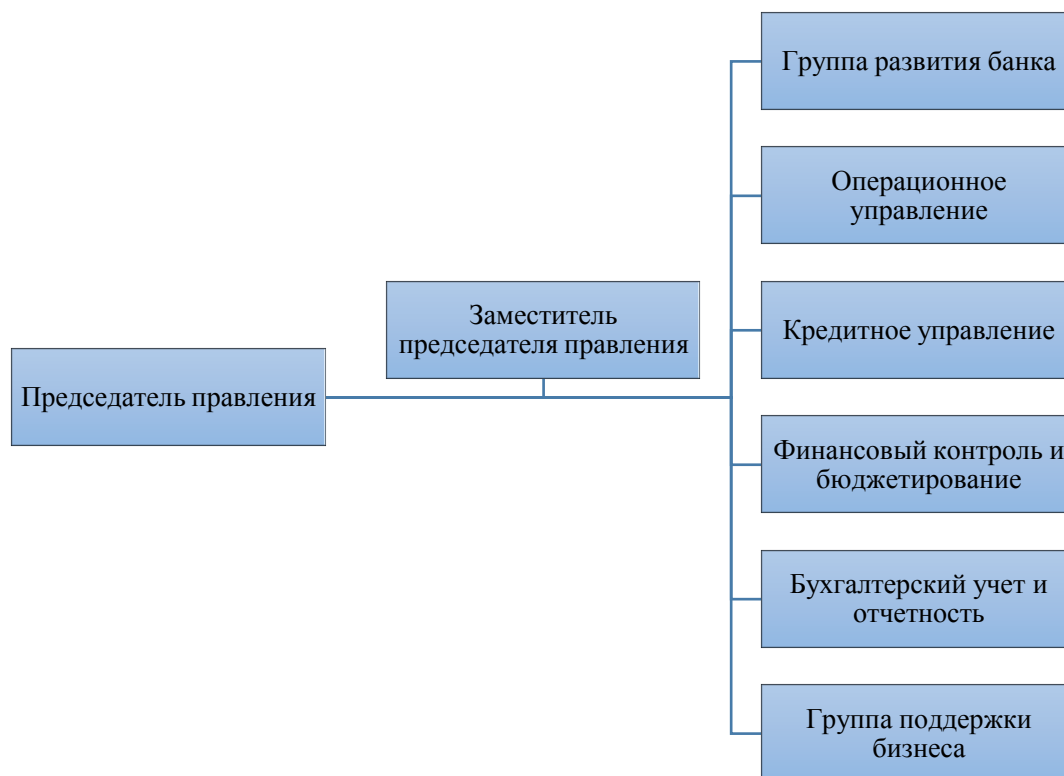 Председатель правления
Заместитель
председателя правления
Группа развития банка
Операционное
управление
Кредитное управление
Финансовый контроль и
бюджетирование
Бухгалтерский учет и
отчетность
Группа поддержки
бизнеса